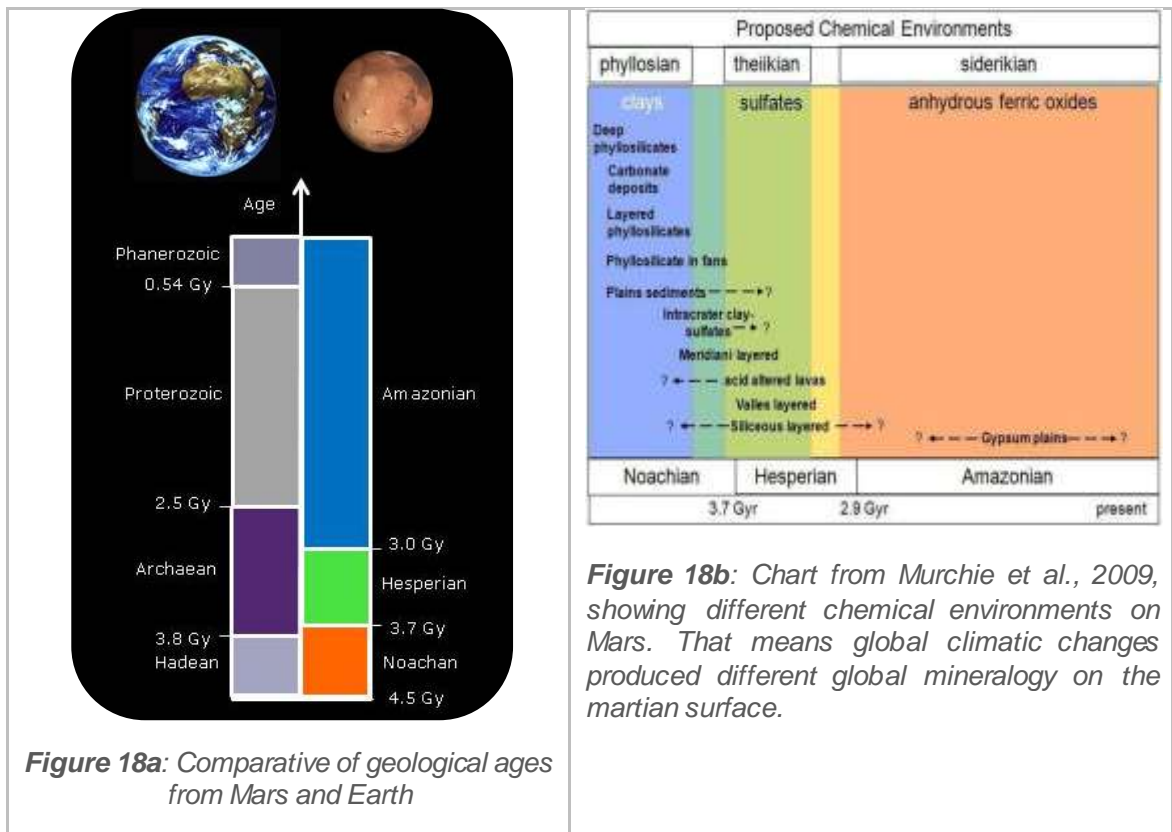 Age
Phanerozoic
0.54 Gy
Proterozoic
Amazonian
2.5 Gy
3.0 Gy
Archaean
Hesperian
3.7 Gy
3.8 Gy
Hadean
Noachan
4.5 Gy
Figure 18a: Comparative of geological ages
from Mars and Earth
Proposed Chemical Environments
phyllosian theiikian siderikian
clays sulfates anhydrous ferric oxides
Deep
phyllosilicates
Carbonate
deposits
Layered
phyllosilicates
Phyllosilicate in fans
Plains sediments ?
Intracrater clay-
sulfates ?
Meridiani layered
? acid altered lavas
Valles layered
? Siliceous layered ?
? Gypsum plains ?
Noachian Hesperian Amazonian
3.7 Gyr 2.9 Gyr present
Figure 18b: Chart from Murchie et al., 2009,
showing different chemical environments on
Mars. That means global climatic changes
produced different global mineralogy on the
martian surface.